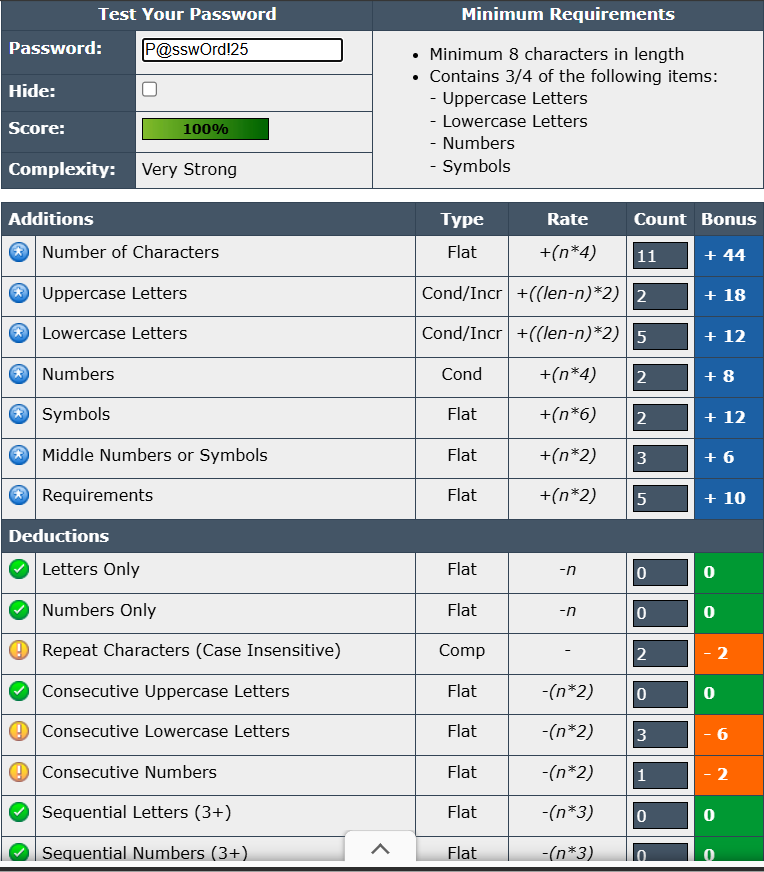 Test Your Password
Minimum Requirements
Password: P@sswOrd!25
Hide:
Score: 100%
Complexity: Very Strong
• Minimum 8 characters in length
• Contains 3/4 of the following items:
- Uppercase Letters
- Lowercase Letters
- Numbers
- Symbols
Additions Type Rate Count Bonus
Number of Characters Flat +(n*4) 11 + 44
Uppercase Letters Cond/Incr +((len-n)*2) 2 + 18
Lowercase Letters Cond/Incr +((len-n)*2) 5 + 12
Numbers Cond +(n*4) 2 + 8
Symbols Flat +(n*6) 2 + 12
Middle Numbers or Symbols Flat +(n*2) 3 + 6
Requirements Flat +(n*2) 5 + 10
Deductions
Letters Only Flat -n 0 0
Numbers Only Flat -n 0 0
Repeat Characters (Case Insensitive) Comp - 2 - 2
Consecutive Uppercase Letters Flat -(n*2) 0 0
Consecutive Lowercase Letters Flat -(n*2) 3 - 6
Consecutive Numbers Flat -(n*2) 1 - 2
Sequential Letters (3+) Flat -(n*3) 0 0
Sequential Numbers (3+) Flat -(n*3) 0 0